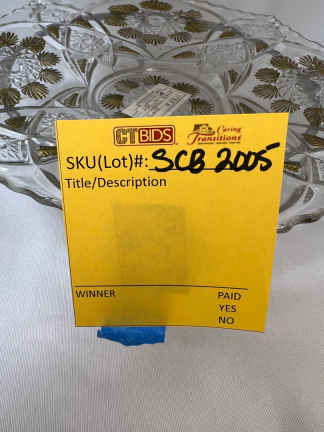 CTBIDS Caring Transitions
SKU(Lot)#: SCB 2005
Title/Description
WINNER PAID
YES
NO